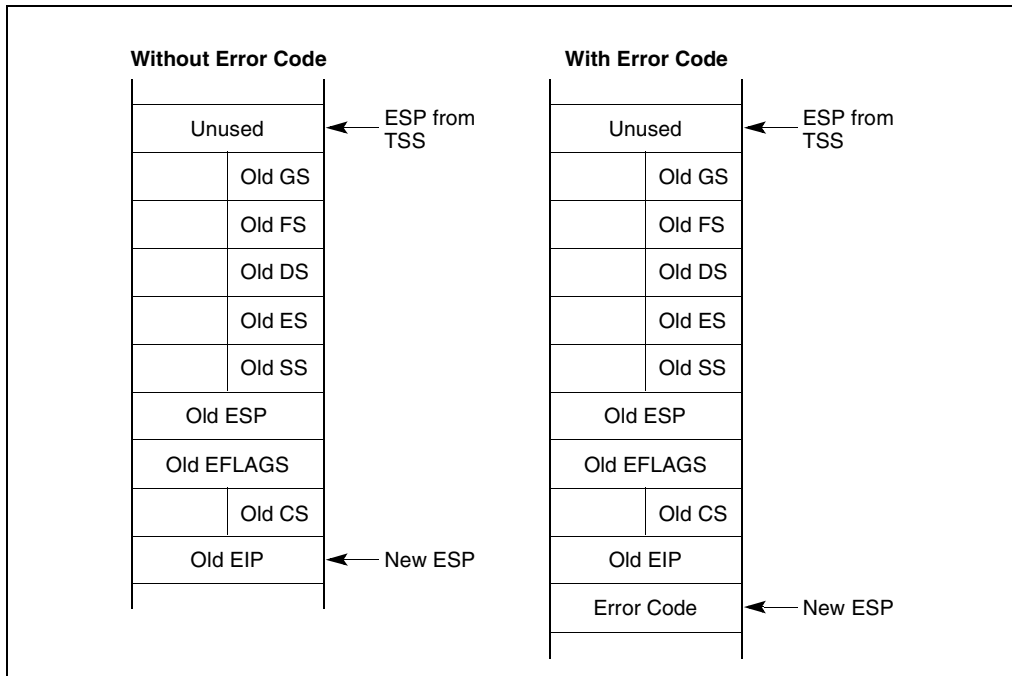 Without Error Code
Unused
ESP from
TSS
Old GS
Old FS
Old DS
Old ES
Old SS
Old ESP
Old EFLAGS
Old CS
Old EIP
New ESP
With Error Code
Unused
ESP from
TSS
Old GS
Old FS
Old DS
Old ES
Old SS
Old ESP
Old EFLAGS
Old CS
Old EIP
Error Code
New ESP